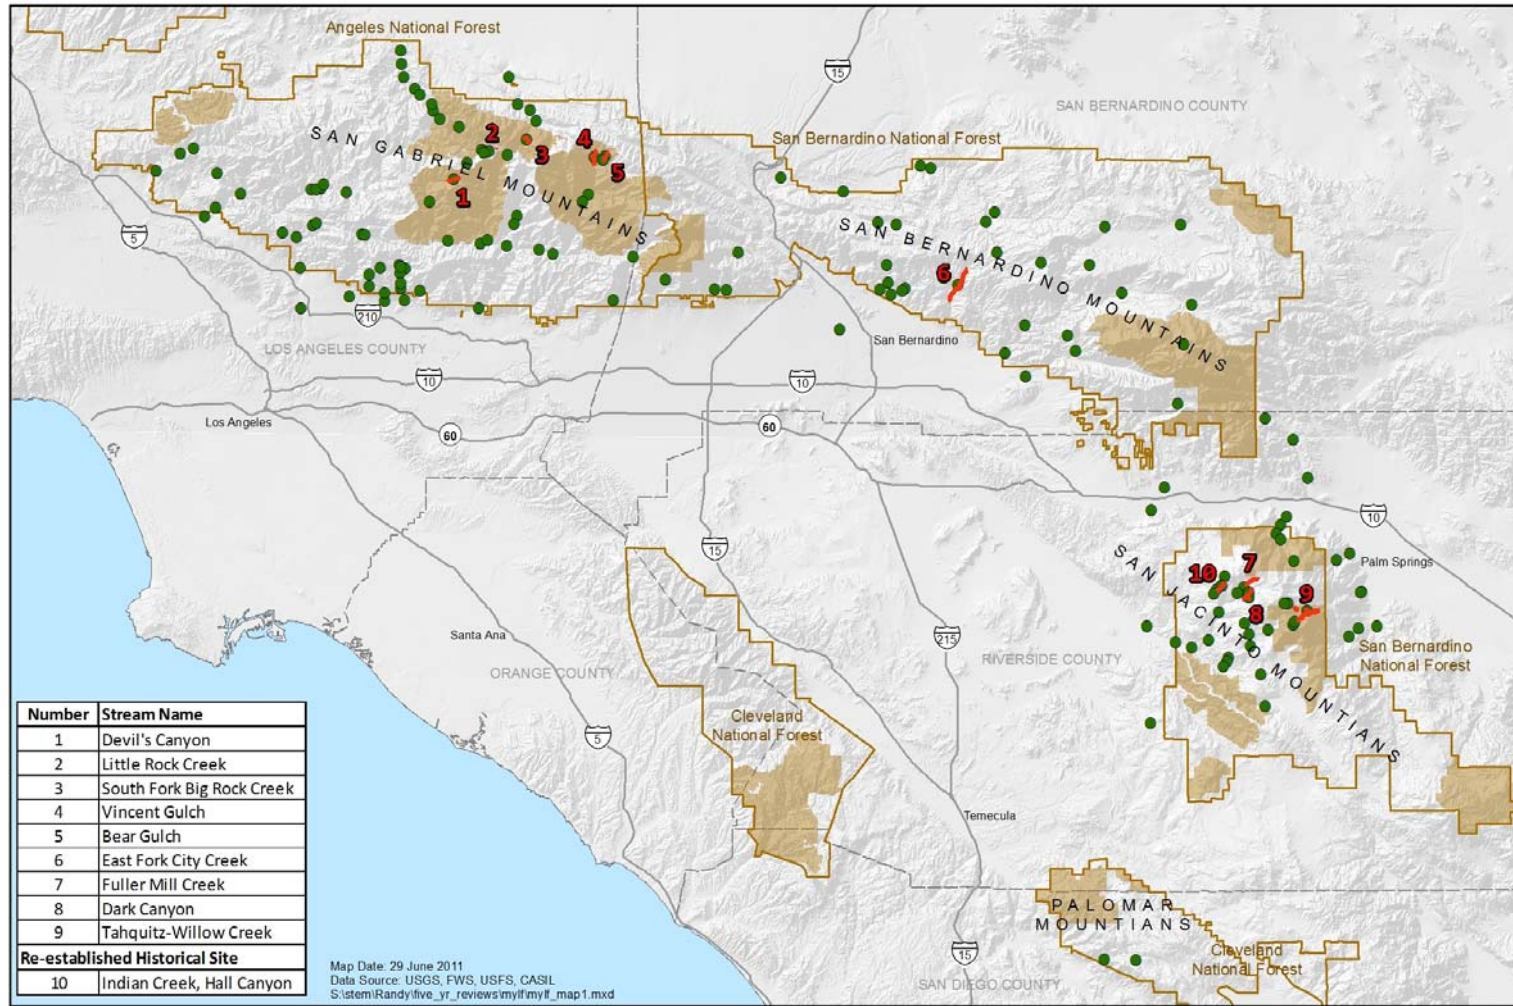 Angeles National Forest
15
SAN BERNARDINO COUNTY
San Bernardino National Forest
2
4
3
5
1
SAN GABRIEL MOUNTAINS
5
SAN BERNARDINO MOUNTAINS
6
210
San Bernardino
LOS ANGELES COUNTY
10
10
Los Angeles
60
60
10
15
Palm Springs
10
7
9
8
SAN JACINTO MOUNTIANS
Santa Ana
215
ORANGE COUNTY
RIVERSIDE COUNTY
San Bernardino
National Forest
Cleveland
National Forest
5
Temecula
PALOMAR
MOUNTIANS
15
Cleveland
National Forest
SAN DIEGO COUNTY
Number Stream Name
1 Devil's Canyon
2 Little Rock Creek
3 South Fork Big Rock Creek
4 Vincent Gulch
5 Bear Gulch
6 East Fork City Creek
7 Fuller Mill Creek
8 Dark Canyon
9 Tahquitz-Willow Creek
Re-established Historical Site
10 Indian Creek, Hall Canyon
Map Date: 29 June 2011
Data Source: USGS, FWS, USFS, CASIL
S:\stem\Randy\five_yr_reviews\mylf\mylf_map1.mxd